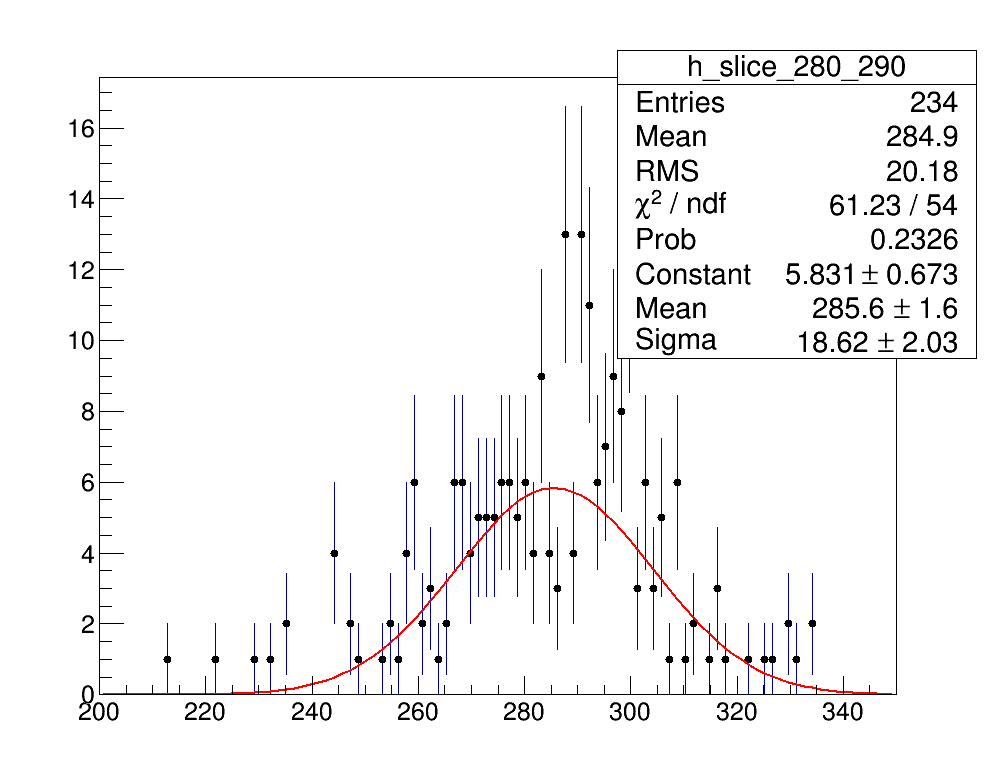 h_slice_280_290
Entries 234
Mean 284.9
RMS 20.18
χ² / ndf 61.23 / 54
Prob 0.2326
Constant 5.831 ± 0.673
Mean 285.6 ± 1.6
Sigma 18.62 ± 2.03
16
14
12
10
8
6
4
2
0
200 220 240 260 280 300 320 340